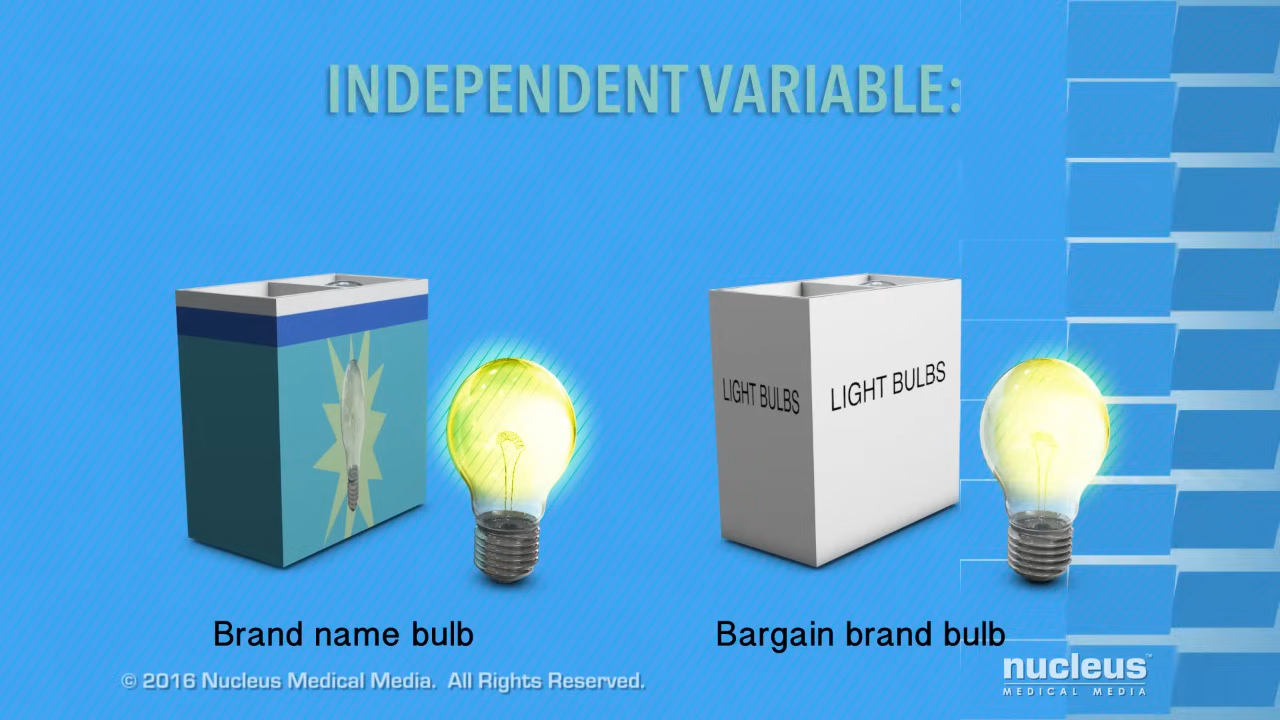 INDEPENDENT VARIABLE:
LIGHT BULBS
LIGHT BULBS
Brand name bulb
Bargain brand bulb
© 2016 Nucleus Medical Media. All Rights Reserved.
nucleus™
MEDICAL MEDIA